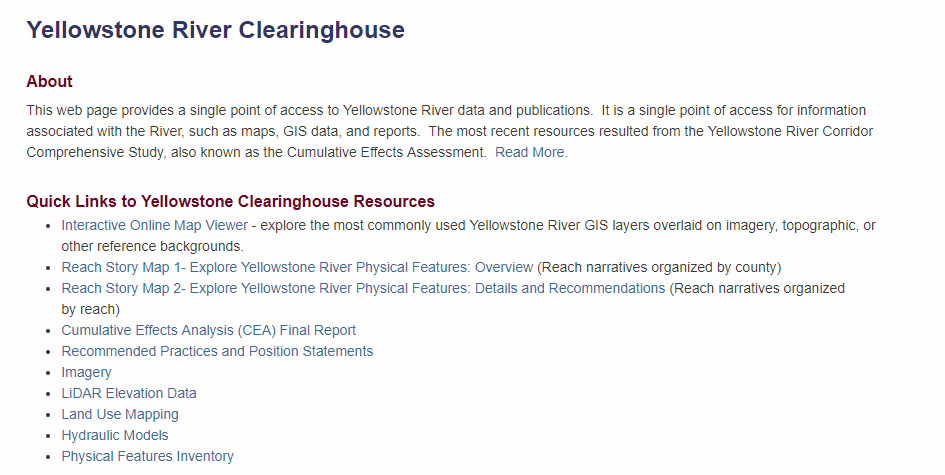 Yellowstone River Clearinghouse
About
This web page provides a single point of access to Yellowstone River data and publications.  It is a single point of access for information
associated with the River, such as maps, GIS data, and reports.  The most recent resources resulted from the Yellowstone River Corridor
Comprehensive Study, also known as the Cumulative Effects Assessment.  Read More.
Quick Links to Yellowstone Clearinghouse Resources
• Interactive Online Map Viewer - explore the most commonly used Yellowstone River GIS layers overlaid on imagery, topographic, or
other reference backgrounds.
• Reach Story Map 1- Explore Yellowstone River Physical Features: Overview (Reach narratives organized by county)
• Reach Story Map 2- Explore Yellowstone River Physical Features: Details and Recommendations (Reach narratives organized
by reach)
• Cumulative Effects Analysis (CEA) Final Report
• Recommended Practices and Position Statements
• Imagery
• LiDAR Elevation Data
• Land Use Mapping
• Hydraulic Models
• Physical Features Inventory